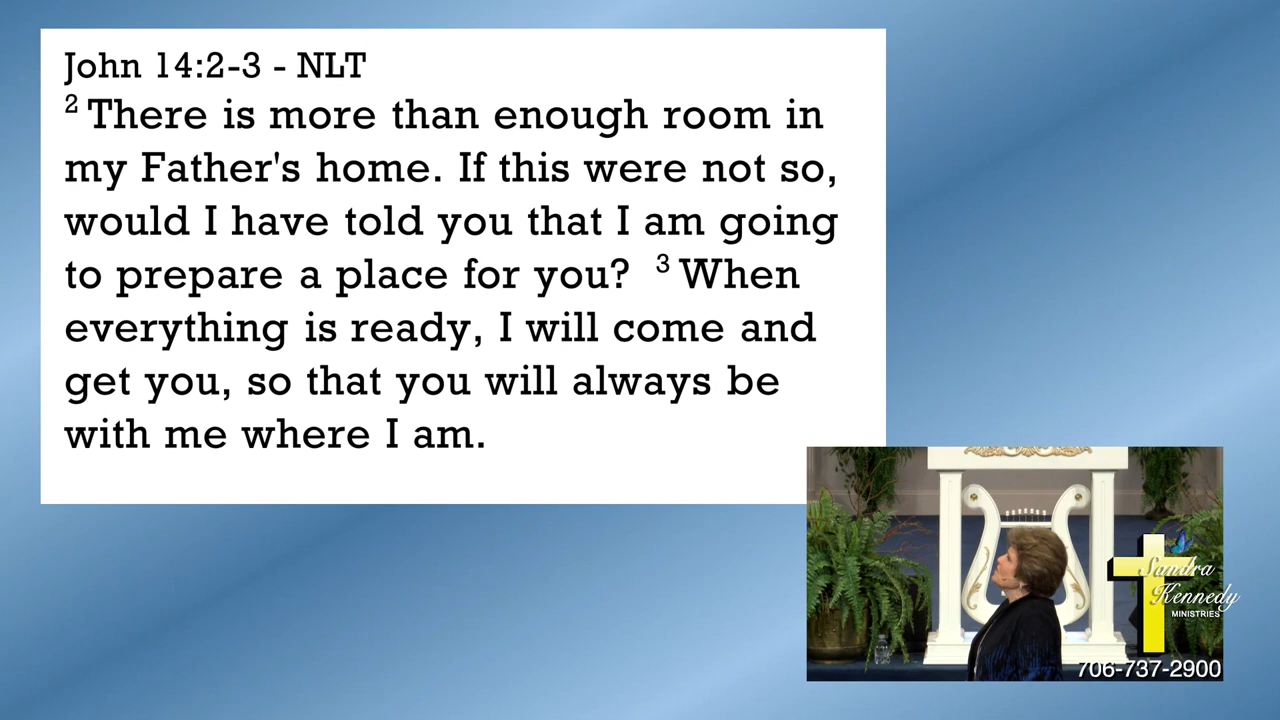 John 14:2-3 - NLT
2 There is more than enough room in
my Father's home. If this were not so,
would I have told you that I am going
to prepare a place for you? 3 When
everything is ready, I will come and
get you, so that you will always be
with me where I am.
Sandra
Kennedy
MINISTRIES
706-737-2900